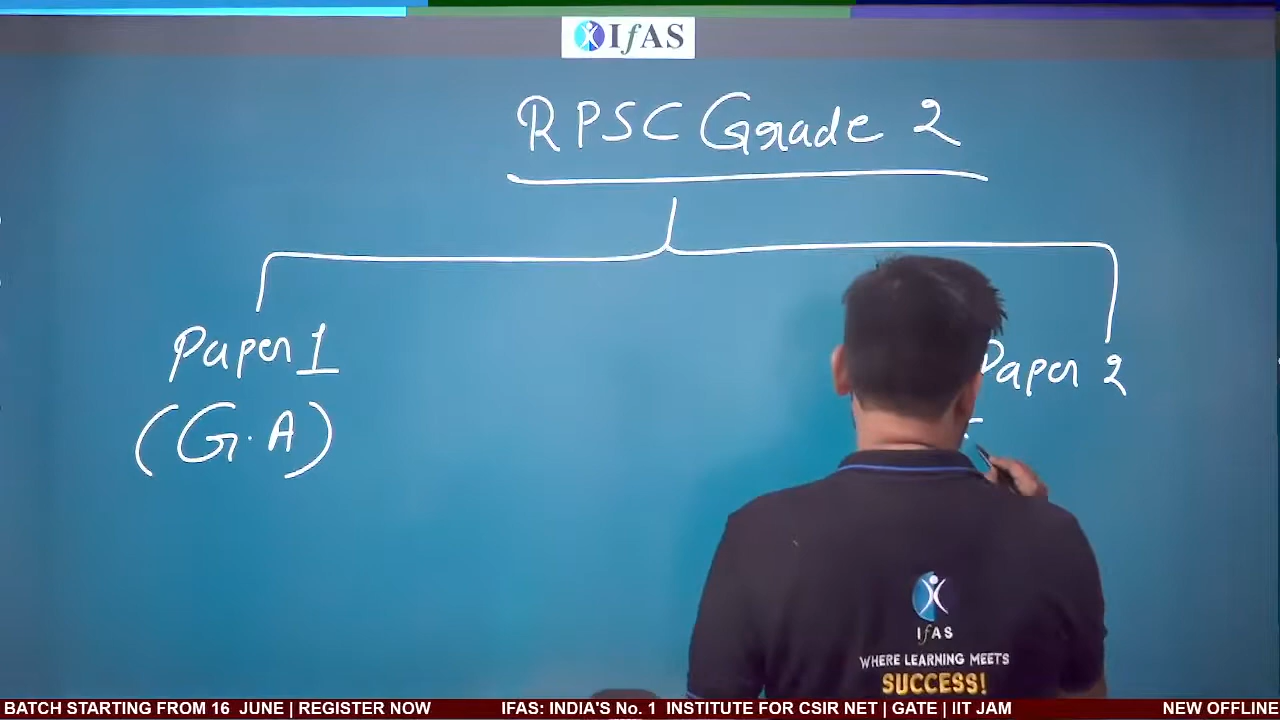 IfAS
RPSC Grade 2
Paper 1
(G.A)
Paper 2
IfAS
WHERE LEARNING MEETS
SUCCESS!
BATCH STARTING FROM 16 JUNE | REGISTER NOW IFAS: INDIA'S No. 1 INSTITUTE FOR CSIR NET | GATE | IIT JAM NEW OFFLINE